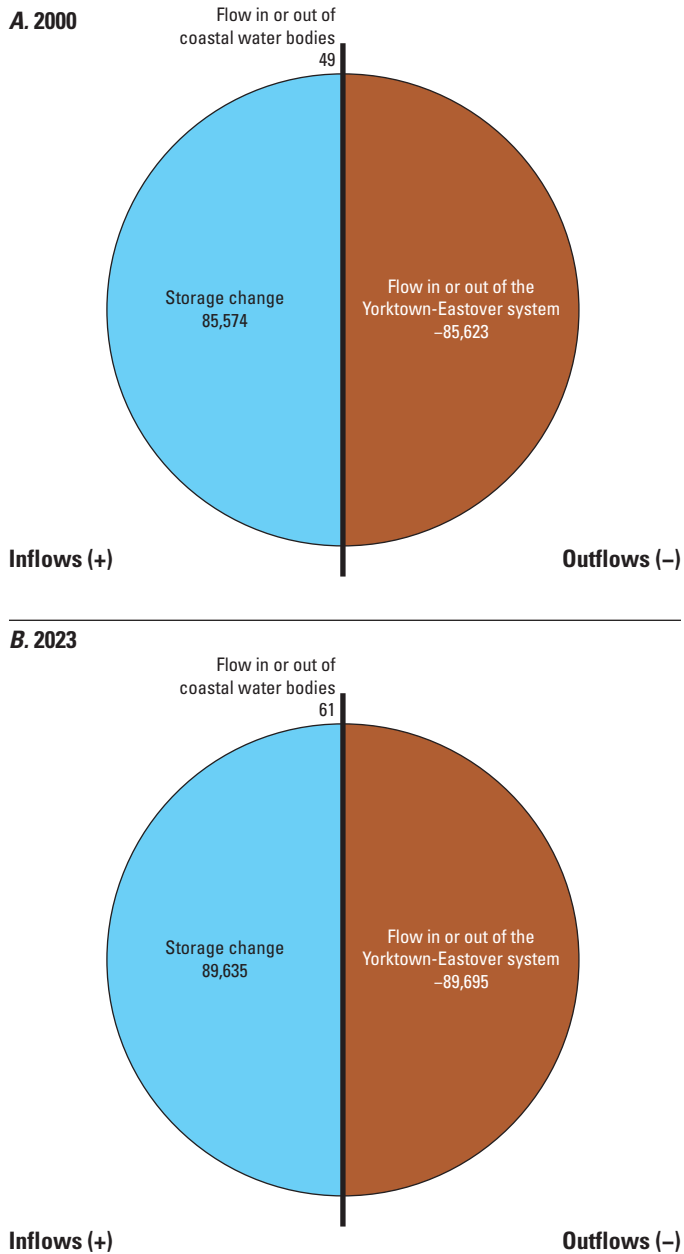 A. 2000
Flow in or out of
coastal water bodies
49
Storage change
85,574
Flow in or out of the
Yorktown-Eastover system
−85,623
Inflows (+)
Outflows (−)
B. 2023
Flow in or out of
coastal water bodies
61
Storage change
89,635
Flow in or out of the
Yorktown-Eastover system
−89,695
Inflows (+)
Outflows (−)